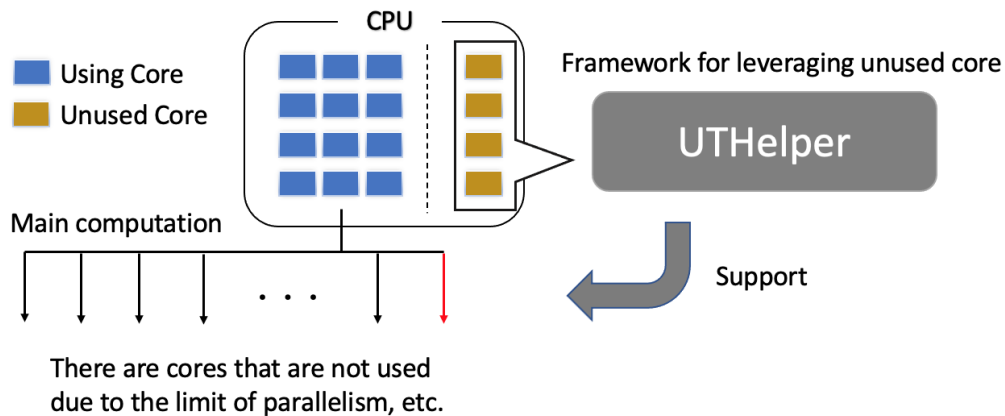 CPU
Using Core
Unused Core
Framework for leveraging unused core
UTHelper
Main computation
. . .
Support
There are cores that are not used
due to the limit of parallelism, etc.